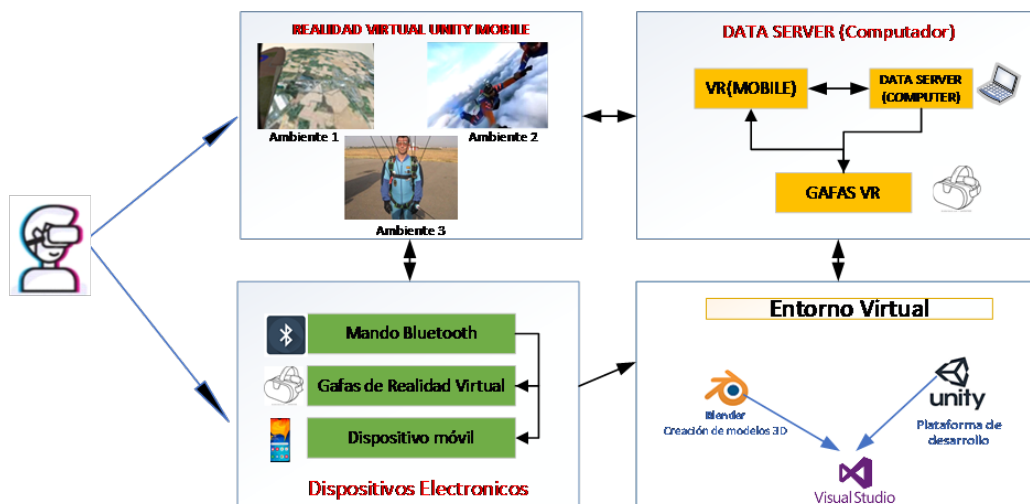 REALIDAD VIRTUAL UNITY MOBILE
Ambiente 1
Ambiente 2
Ambiente 3
DATA SERVER (Computador)
VR(MOBILE)
DATA SERVER
(COMPUTER)
GAFAS VR
Mando Bluetooth
Gafas de Realidad Virtual
Dispositivo móvil
Dispositivos Electronicos
Entorno Virtual
Blender
Creación de modelos 3D
unity
Plataforma de
desarrollo
Visual Studio